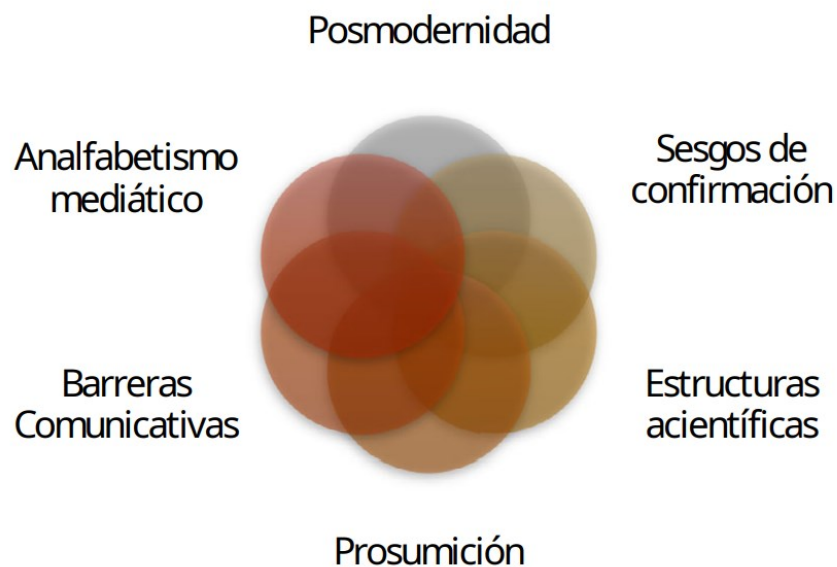 Posmodernidad
Analfabetismo
mediático
Sesgos de
confirmación
Barreras
Comunicativas
Estructuras
acientíficas
Prosumición